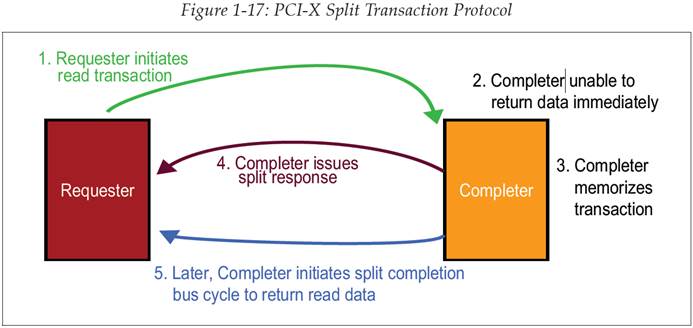 Figure 1-17: PCI-X Split Transaction Protocol
1. Requester initiates
read transaction
2. Completer unable to
return data immediately
Requester
4. Completer issues
split response
Completer
3. Completer
memorizes
transaction
5. Later, Completer initiates split completion
bus cycle to return read data